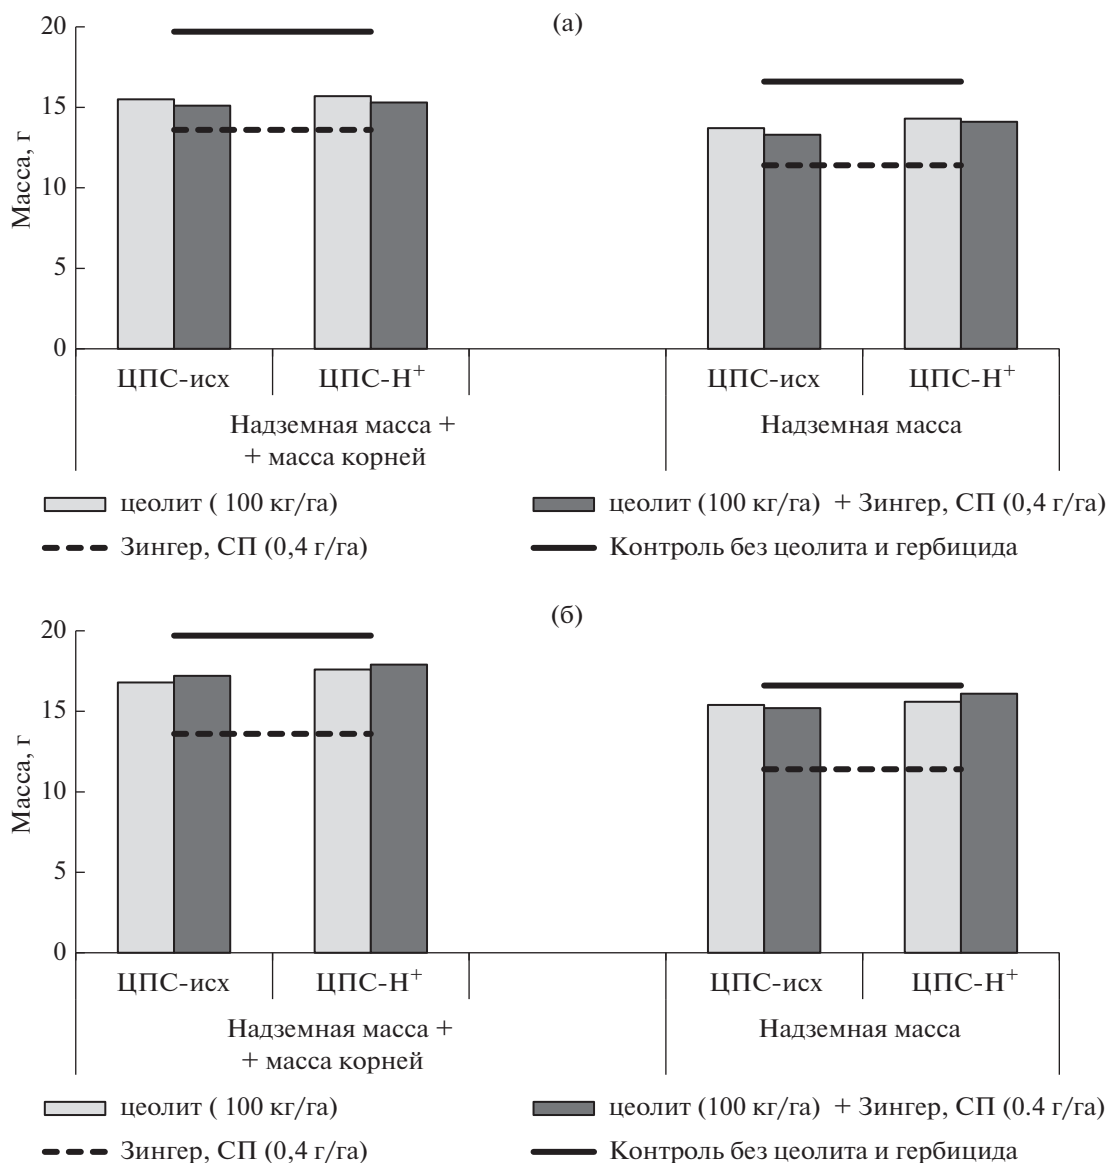 (а)
20
15
10
5
0
Масса, г
ЦПС-исх ЦПС-Н⁺ ЦПС-исх ЦПС-Н⁺
Надземная масса + Надземная масса
+ масса корней
цеолит ( 100 кг/га) цеолит (100 кг/га) + Зингер, СП (0,4 г/га)
Зингер, СП (0,4 г/га) Контроль без цеолита и гербицида
(б)
20
15
10
5
0
Масса, г
ЦПС-исх ЦПС-Н⁺ ЦПС-исх ЦПС-Н⁺
Надземная масса + Надземная масса
+ масса корней
цеолит ( 100 кг/га) цеолит (100 кг/га) + Зингер, СП (0.4 г/га)
Зингер, СП (0,4 г/га) Контроль без цеолита и гербицида